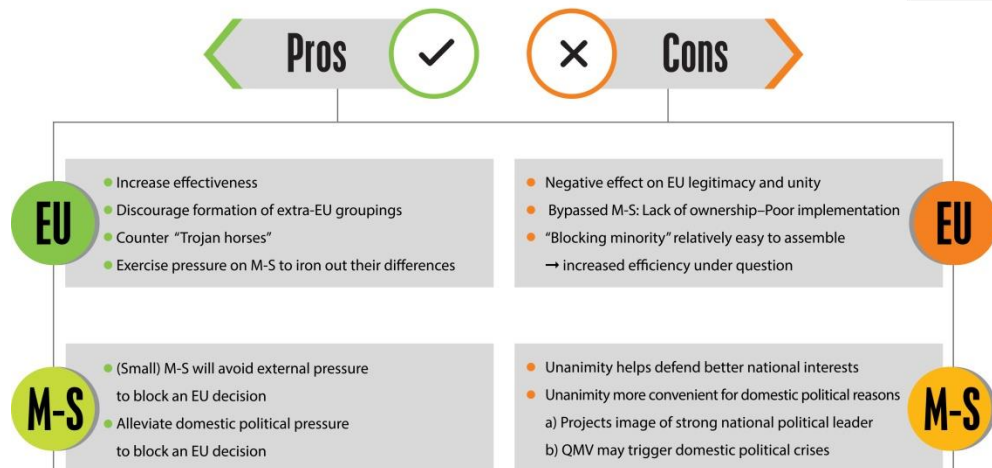 Pros
Cons
EU
● Increase effectiveness
● Discourage formation of extra-EU groupings
● Counter “Trojan horses”
● Exercise pressure on M-S to iron out their differences
● Negative effect on EU legitimacy and unity
● Bypassed M-S: Lack of ownership–Poor implementation
● “Blocking minority” relatively easy to assemble
→ increased efficiency under question
EU
M-S
● (Small) M-S will avoid external pressure
to block an EU decision
● Alleviate domestic political pressure
to block an EU decision
● Unanimity helps defend better national interests
● Unanimity more convenient for domestic political reasons
a) Projects image of strong national political leader
b) QMV may trigger domestic political crises
M-S